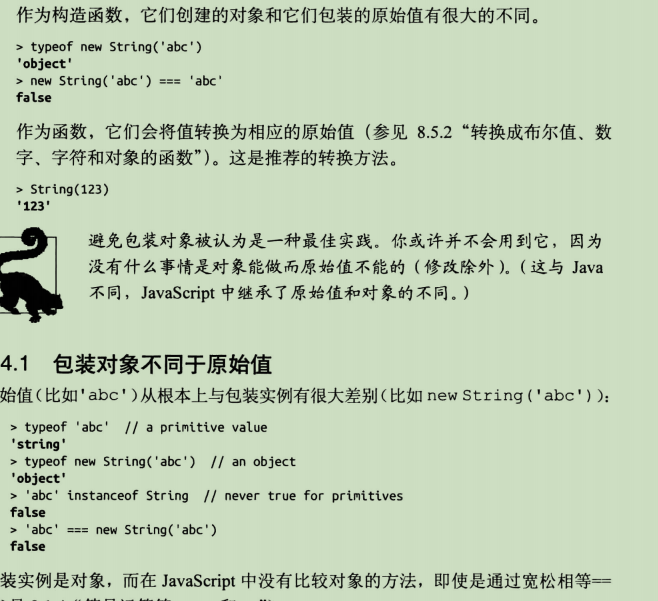 作为构造函数，它们创建的对象和它们包装的原始值有很大的不同。
> typeof new String('abc')
'object'
> new String('abc') === 'abc'
false
作为函数，它们会将值转换为相应的原始值（参见 8.5.2“转换成布尔值、数
字、字符和对象的函数”）。这是推荐的转换方法。
> String(123)
'123'
避免包装对象被认为是一种最佳实践。你或许并不会用到它，因为
没有什么事情是对象能做而原始值不能的（修改除外）。（这与 Java
不同，JavaScript 中继承了原始值和对象的不同。）
4.1 包装对象不同于原始值
始值（比如'abc'）从根本上与包装实例有很大差别（比如 new String('abc')）：
> typeof 'abc' // a primitive value
'string'
> typeof new String('abc') // an object
'object'
> 'abc' instanceof String // never true for primitives
false
> 'abc' === new String('abc')
false
装实例是对象，而在 JavaScript 中没有比较对象的方法，即使是通过宽松相等==